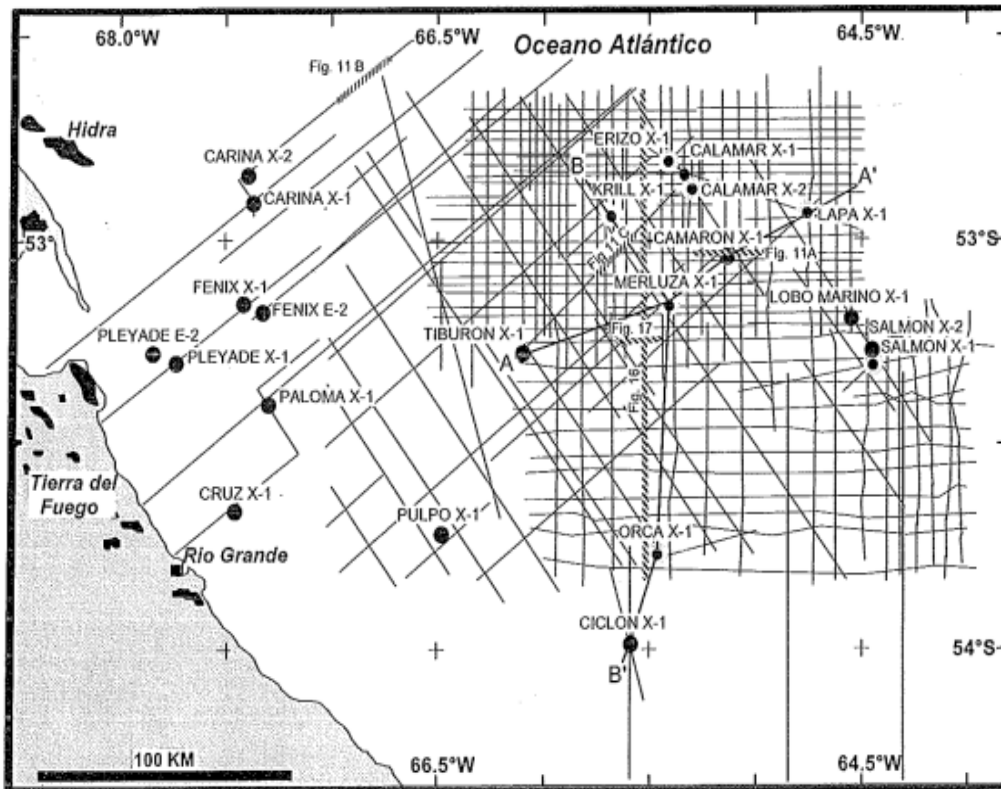 68.0°W
66.5°W
64.5°W
Oceano Atlántico
Fig. 11 B
Hidra
ERIZO X-1
CALAMAR X-1
CARINA X-2
B
A'
KRILL X-1
CALAMAR X-2
CARINA X-1
LAPA X-1
53°
CAMARON X-1
53°S
Fig. 11 C
Fig. 11A
FENIX X-1
MERLUZA X-1
LOBO MARINO X-1
FENIX E-2
TIBURON X-1
Fig. 17
SALMON X-2
PLEYADE E-2
SALMON X-1
PLEYADE X-1
A
Fig. 16
PALOMA X-1
Tierra del
Fuego
CRUZ X-1
PULPO X-1
ORCA X-1
Rio Grande
CICLON X-1
54°S
B'
100 KM
66.5°W
64.5°W